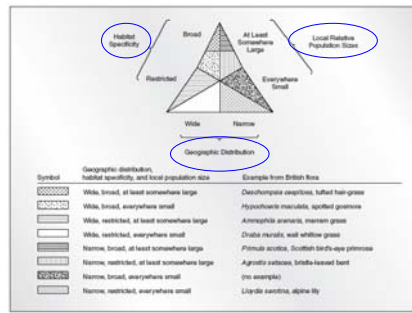 Habitat
Specificity
Broad
At Least
Somewhere
Large
Local Relative
Population Sizes
Restricted
Everywhere
Small
Wide
Narrow
Geographic Distribution
Symbol
Geographic distribution,
habitat specificity, and local population size
Example from British flora
Wide, broad, at least somewhere large
Deschampsia cespitosa, tufted hair-grass
Wide, broad, everywhere small
Hypochoeris maculata, spotted
Wide, restricted, at least somewhere large
Ammophila arenaria, marram grass
Wide, restricted, everywhere small
Draba muralis, wall whitlow grass
Narrow, broad, at least somewhere large
Primula scotica, Scottish bird's-eye primrose
Narrow, restricted, at least somewhere large
Agrostis setacea, bristle-leaved bent
Narrow, broad, everywhere small
(no example)
Narrow, restricted, everywhere small
Lloydia serotina, alpine lily